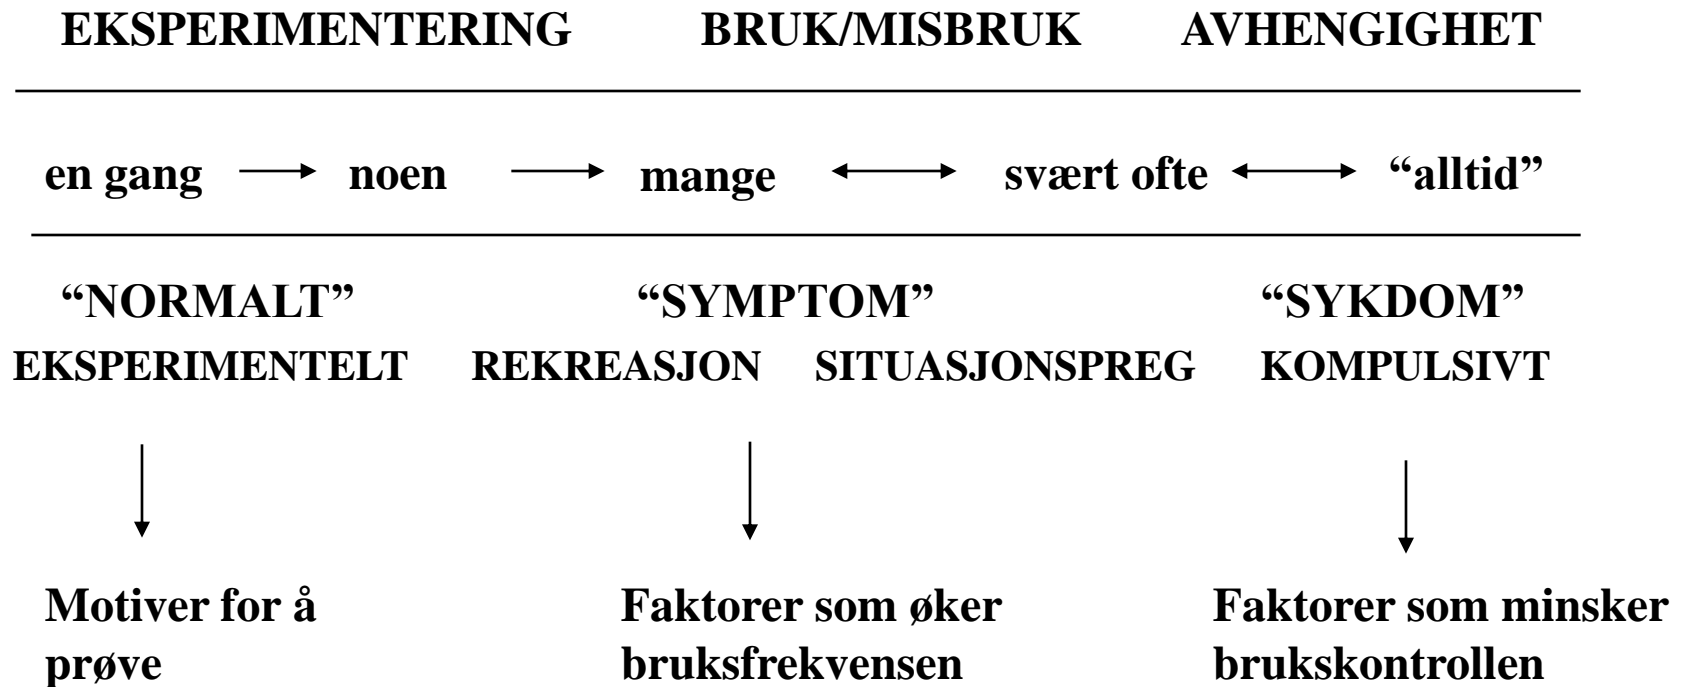 EKSPERIMENTERING BRUK/MISBRUK AVHENGIGHET
en gang noen mange svært ofte “alltid”
“NORMALT” “SYMPTOM” “SYKDOM”
EKSPERIMENTELT REKREASJON SITUASJONSPREG KOMPULSIVT
Motiver for å Faktorer som øker Faktorer som minsker
prøve bruksfrekvensen brukskontrollen